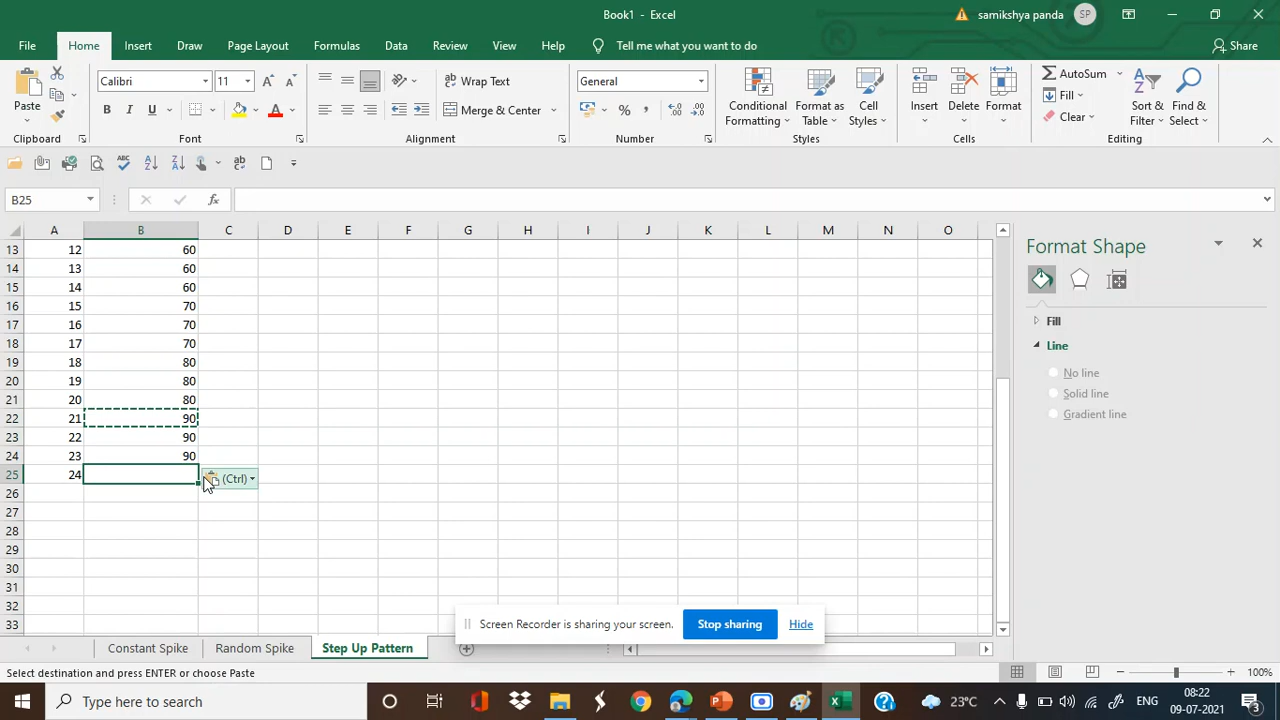 Book1 - Excel
samikshya panda SP
File Home Insert Draw Page Layout Formulas Data Review View Help Tell me what you want to do Share
Paste Calibri 11 Wrap Text General Conditional Formatting Format as Table Cell Styles Insert Delete Format AutoSum Sort & Filter Find & Select
B I U Merge & Center % Fill
Clear
Clipboard Font Alignment Number Styles Cells Editing
B25 fx
A B C D E F G H I J K L M N O
13 12 60
14 13 60
15 14 60
16 15 70
17 16 70
18 17 70
19 18 80
20 19 80
21 20 80
22 21 90
23 22 90
24 23 90
25 24 (Ctrl)
26
27
28
29
30
31
32
33
Format Shape
Fill
Line
No line
Solid line
Gradient line
Screen Recorder is sharing your screen. Stop sharing Hide
Constant Spike Random Spike Step Up Pattern
Select destination and press ENTER or choose Paste 100%
Type here to search 23°C ENG 08:22
09-07-2021 3